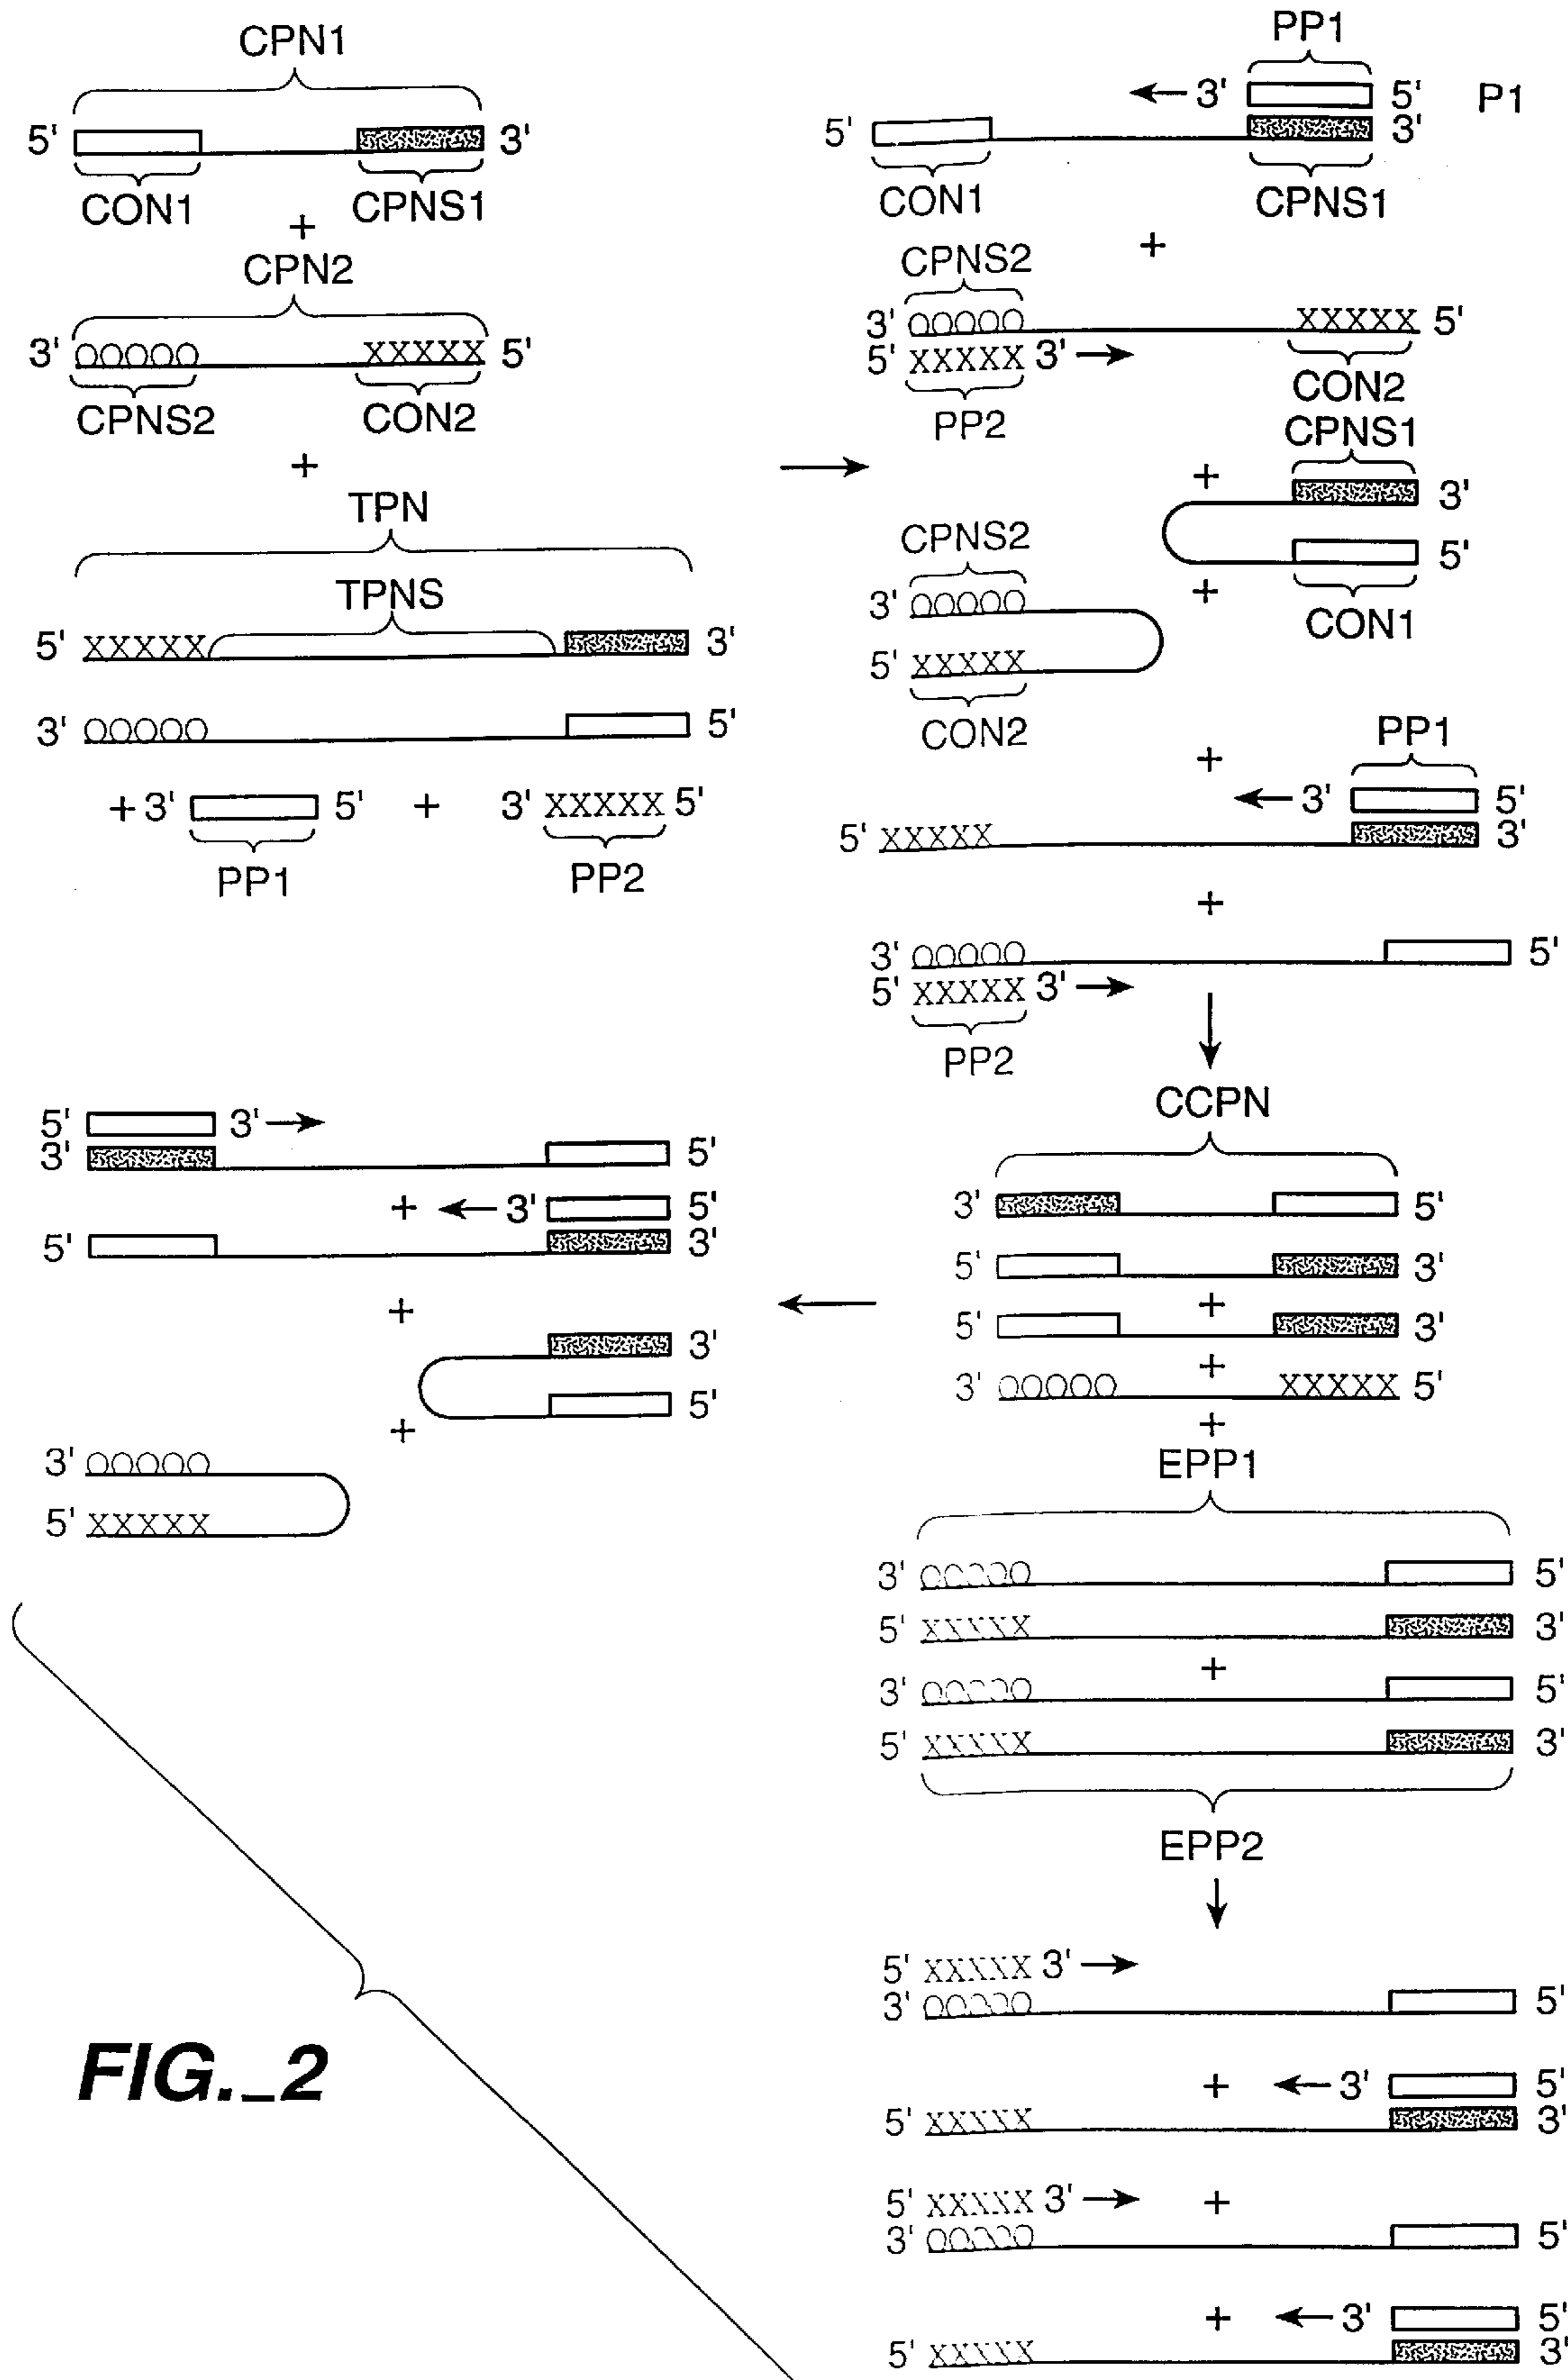 CPN1
5' 3'
CON1 CPNS1
+
CPN2
3' OOOOO XXXXX 5'
CPNS2 CON2
+
TPN
TPNS
5' XXXXX 3'
3' OOOOO 5'
+ 3' 5' + 3' XXXXX 5'
PP1 PP2
PP1
3' 5' P1
5' 3'
CON1 CPNS1
+
CPNS2
3' OOOOO XXXXX 5'
5' XXXXX 3'
PP2 CON2
CPNS1
+ 3'
5'
+
CON1
CPNS2
3' OOOOO
5' XXXXX
CON2
+
PP1
3' 5'
5' XXXXX 3'
+
3' OOOOO 5'
5' XXXXX 3'
PP2
CCPN
3' 5'
5' 3'
+
5' 3'
+
3' OOOOO XXXXX 5'
+
EPP1
3' OOOOO 5'
5' XXXXX 3'
+
3' OOOOO 5'
5' XXXXX 3'
EPP2
5' XXXXX 3'
3' OOOOO 5'
+ 3' 5'
5' XXXXX 3'
5' XXXXX 3' +
3' OOOOO 5'
+ 3' 5'
5' XXXXX 3'
5' 3'
3' 5'
+ 3' 5'
5' 3'
+
3'
5'
+
3' OOOOO
5' XXXXX
FIG._2